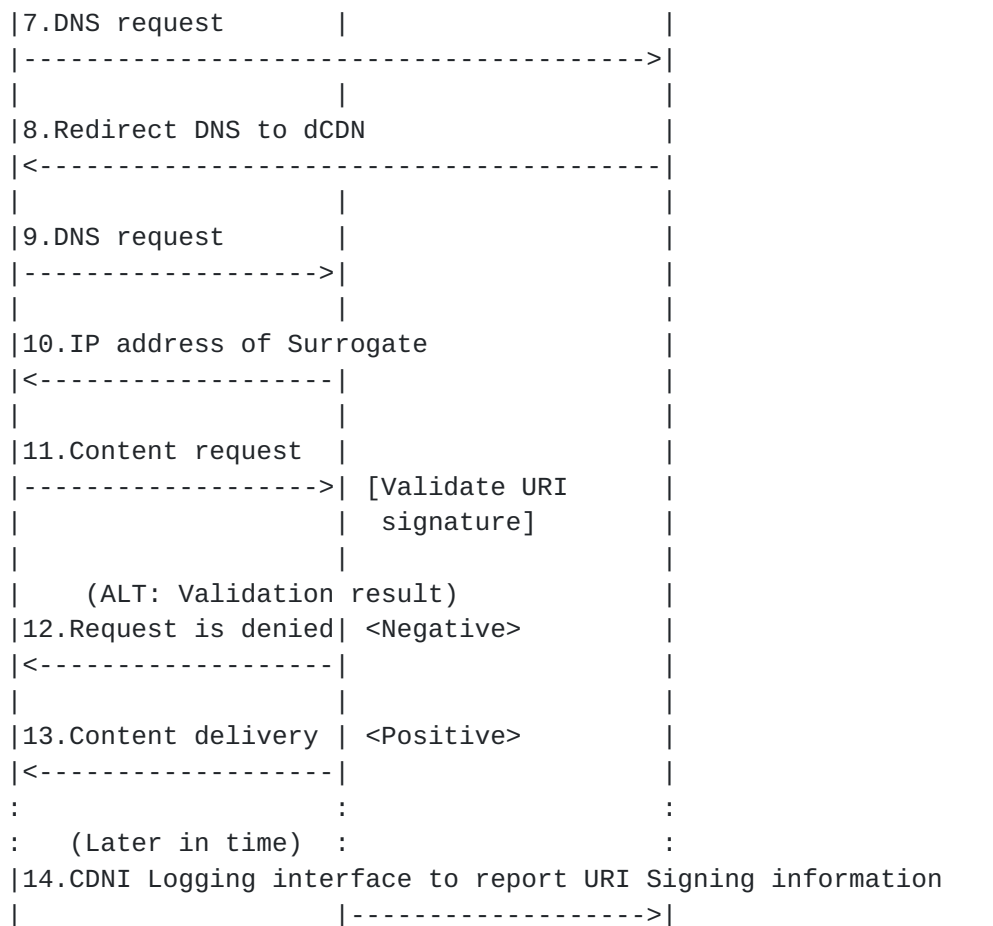 |7.DNS request       |                    |
|---------------------------------------->|
|                    |                    |
|8.Redirect DNS to dCDN                   |
|<----------------------------------------|
|                    |                    |
|9.DNS request       |                    |
|------------------->|                    |
|                    |                    |
|10.IP address of Surrogate               |
|<-------------------|                    |
|                    |                    |
|11.Content request  |                    |
|------------------->| [Validate URI      |
|                    |  signature]        |
|                    |                    |
|    (ALT: Validation result)             |
|12.Request is denied| <Negative>         |
|<-------------------|                    |
|                    |                    |
|13.Content delivery | <Positive>         |
|<-------------------|                    |
:                    :                    :
:   (Later in time)  :                    :
|14.CDNI Logging interface to report URI Signing information
|                    |------------------->|